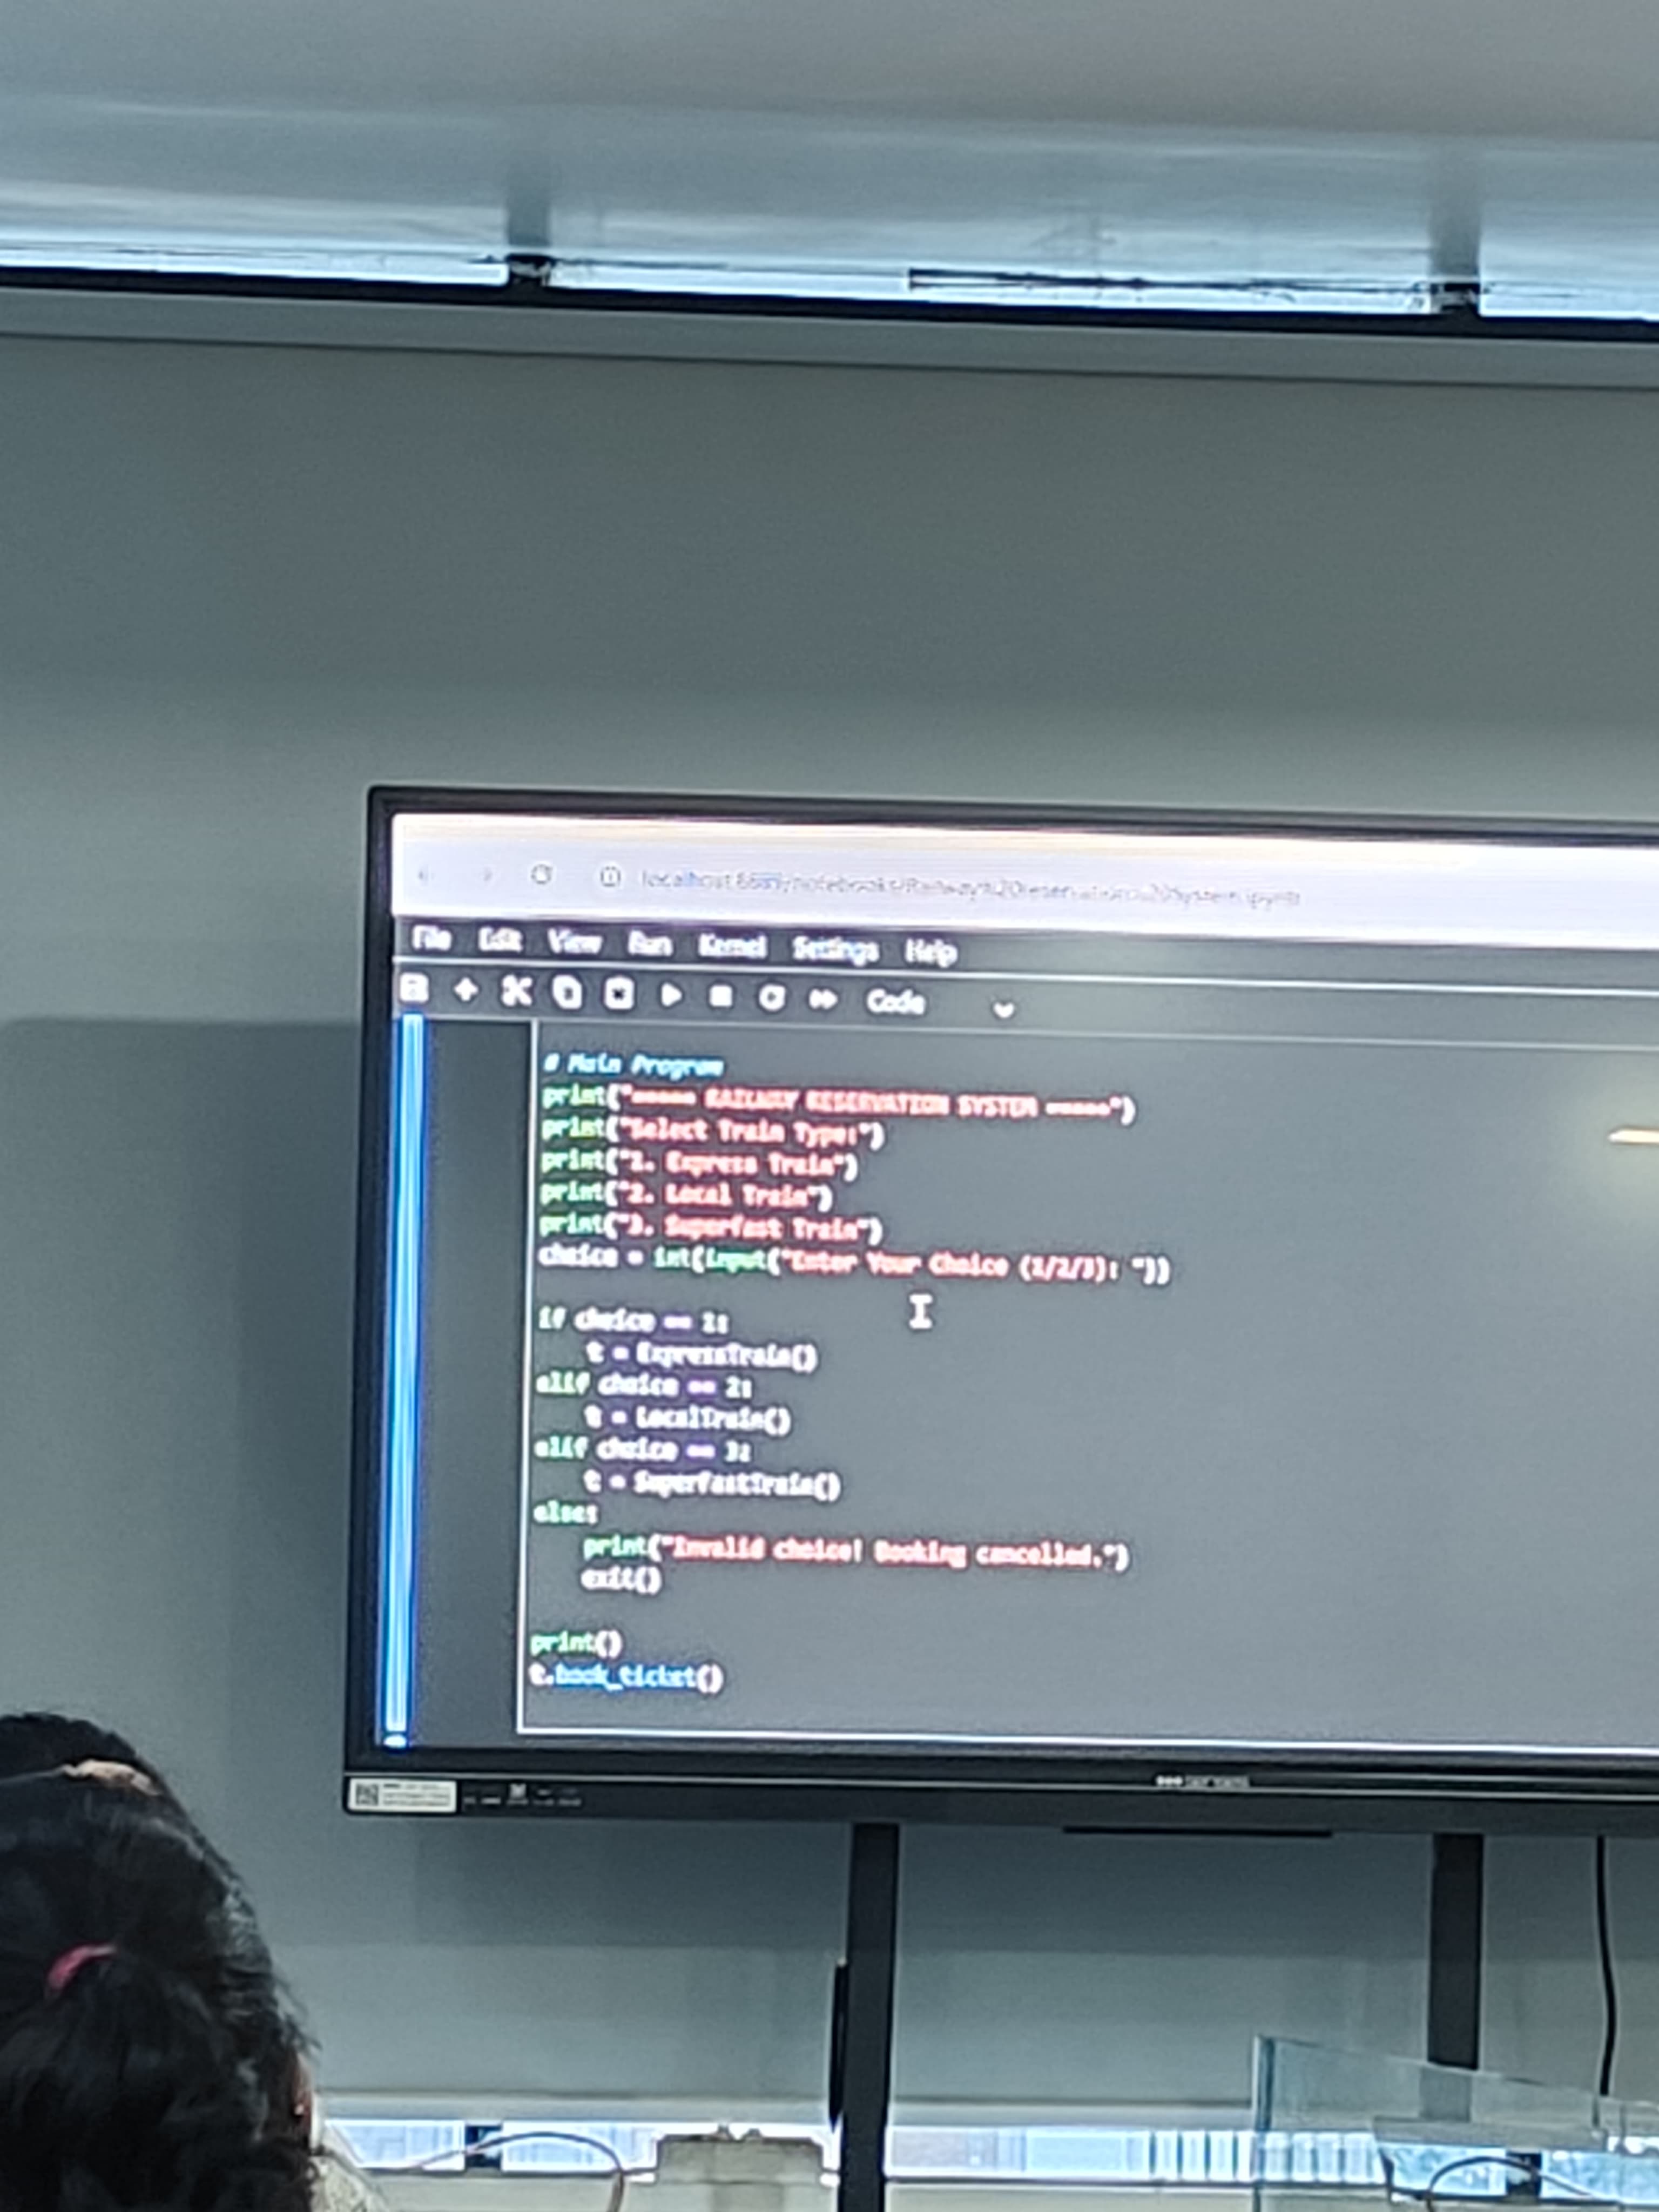 localhost:8889/notebooks/Railway%20reservation%20System.ipynb
File Edit View Run Kernel Settings Help
Code
# Main Program
print("===== RAILWAY RESERVATION SYSTEM =====")
print("Select Train Type:")
print("1. Express Train")
print("2. Local Train")
print("3. Superfast Train")
choice = int(input("Enter Your Choice (1/2/3): "))
if choice == 1:
    t = ExpressTrain()
elif choice == 2:
    t = LocalTrain()
elif choice == 3:
    t = SuperfastTrain()
else:
    print("Invalid choice! Booking cancelled.")
    exit()
print()
t.book_ticket()